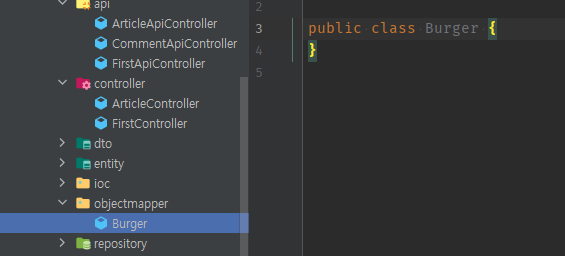 api
ArticleApiController
CommentApiController
FirstApiController
controller
ArticleController
FirstController
dto
entity
ioc
objectmapper
Burger
repository
2
3 public class Burger {
4 }
5